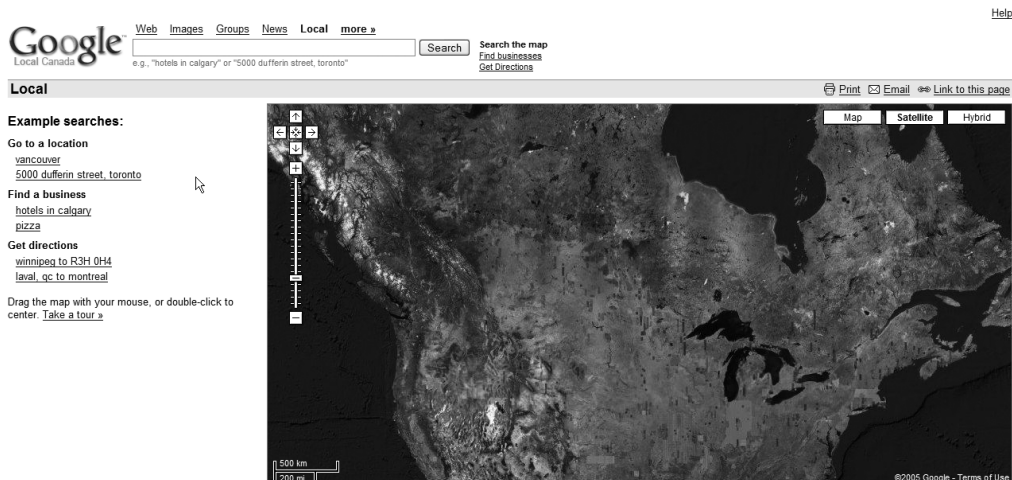 Help
Web Images Groups News Local more »
Google™
Local Canada
Search
Search the map
Find businesses
Get Directions
e.g., "hotels in calgary" or "5000 dufferin street, toronto"
Local
Print Email Link to this page
Example searches:
Go to a location
vancouver
5000 dufferin street, toronto
Find a business
hotels in calgary
pizza
Get directions
winnipeg to R3H 0H4
laval, qc to montreal
Drag the map with your mouse, or double-click to
center. Take a tour »
Map Satellite Hybrid
500 km
200 mi
©2005 Google - Terms of Use